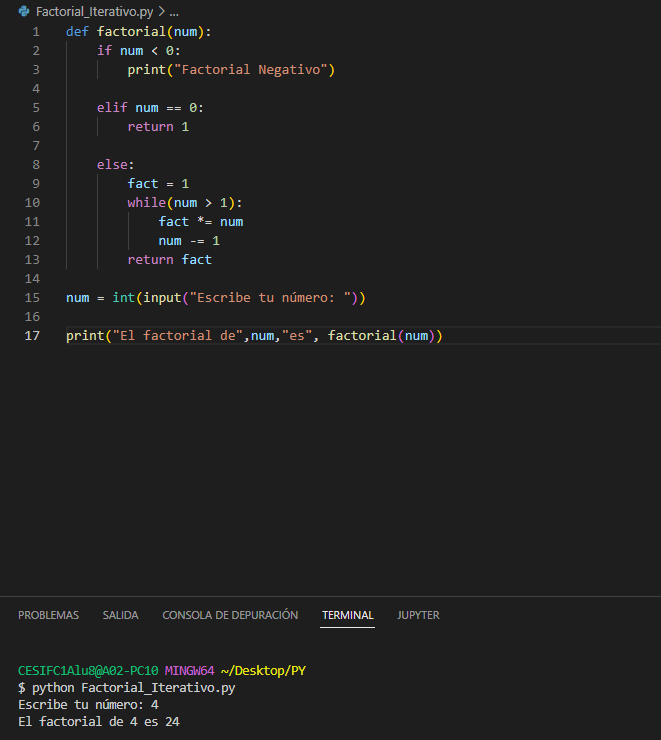 Factorial_Iterativo.py > ...
1 def factorial(num):
2     if num < 0:
3         print("Factorial Negativo")
4
5     elif num == 0:
6         return 1
7
8     else:
9         fact = 1
10         while(num > 1):
11             fact *= num
12             num -= 1
13         return fact
14
15 num = int(input("Escribe tu número: "))
16
17 print("El factorial de",num,"es", factorial(num))
PROBLEMAS SALIDA CONSOLA DE DEPURACIÓN TERMINAL JUPYTER
CESIFC1Alu8@A02-PC10 MINGW64 ~/Desktop/PY
$ python Factorial_Iterativo.py
Escribe tu número: 4
El factorial de 4 es 24